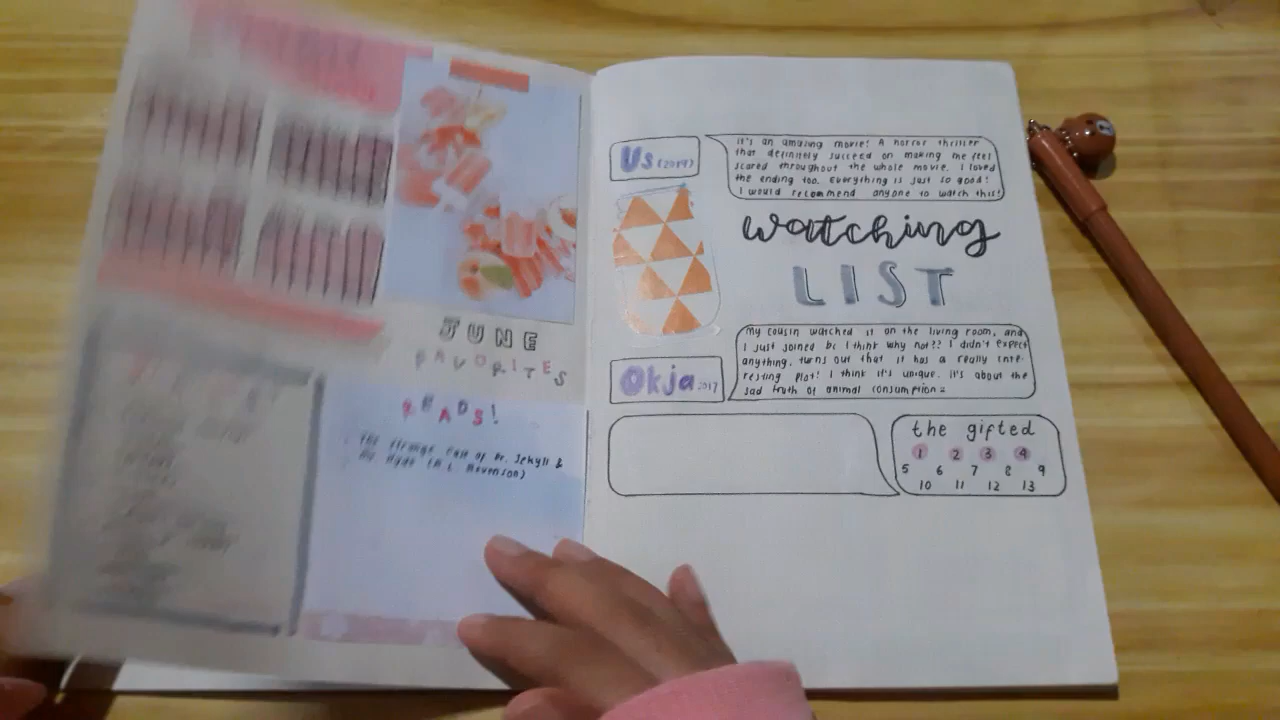 JUNE
FAVORITES
READS!
The strange case of Dr. Jekyll &
Mr Hyde
Us (2019)
It's an amazing movie! A horror thriller
that definitely succeed on making me feel
scared throughout the whole movie. I loved
the ending too. Everything is just so good!
I would recommend anyone to watch this!
watching
LIST
My cousin watched it on the living room, and
I just joined bc I think why not?? I didn't expect
anything. turns out that it has a really inte-
resting plot! I think it's unique. it's about the
sad truth of animal consumption
Okja 2017
the gifted
1 2 3 4
5 6 7 8 9
10 11 12 13